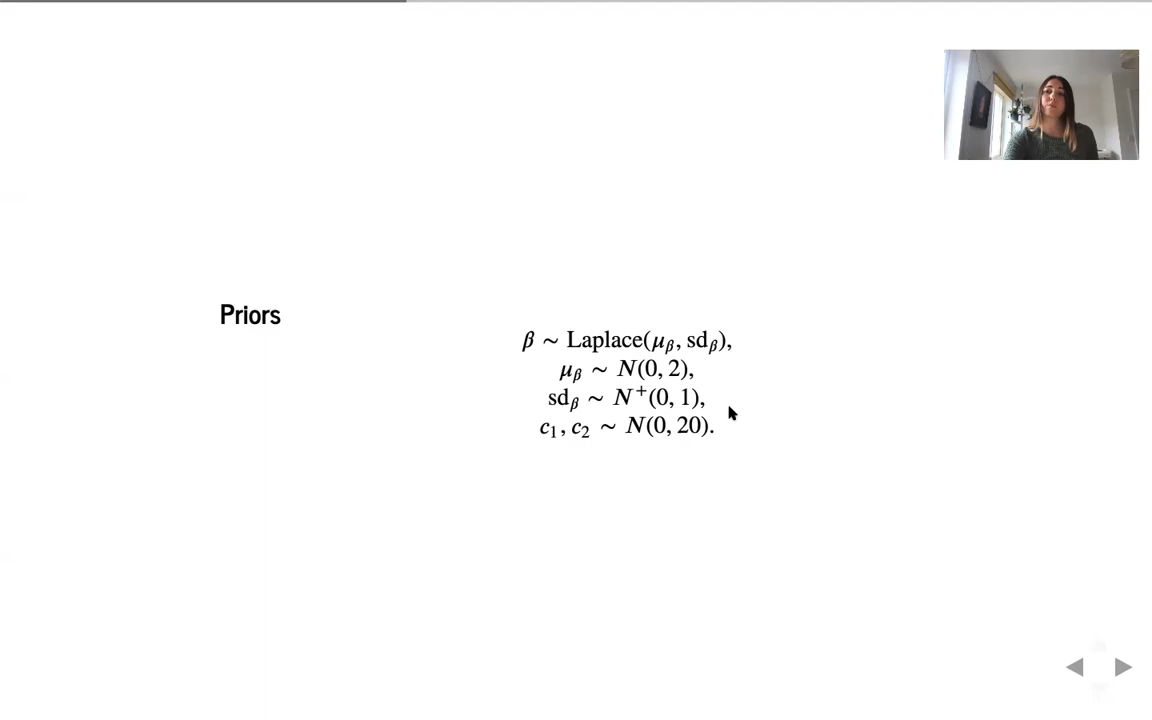 Priors
β ∼ Laplace(μ_β, sd_β),
μ_β ∼ N(0, 2),
sd_β ∼ N⁺(0, 1),
c₁, c₂ ∼ N(0, 20).